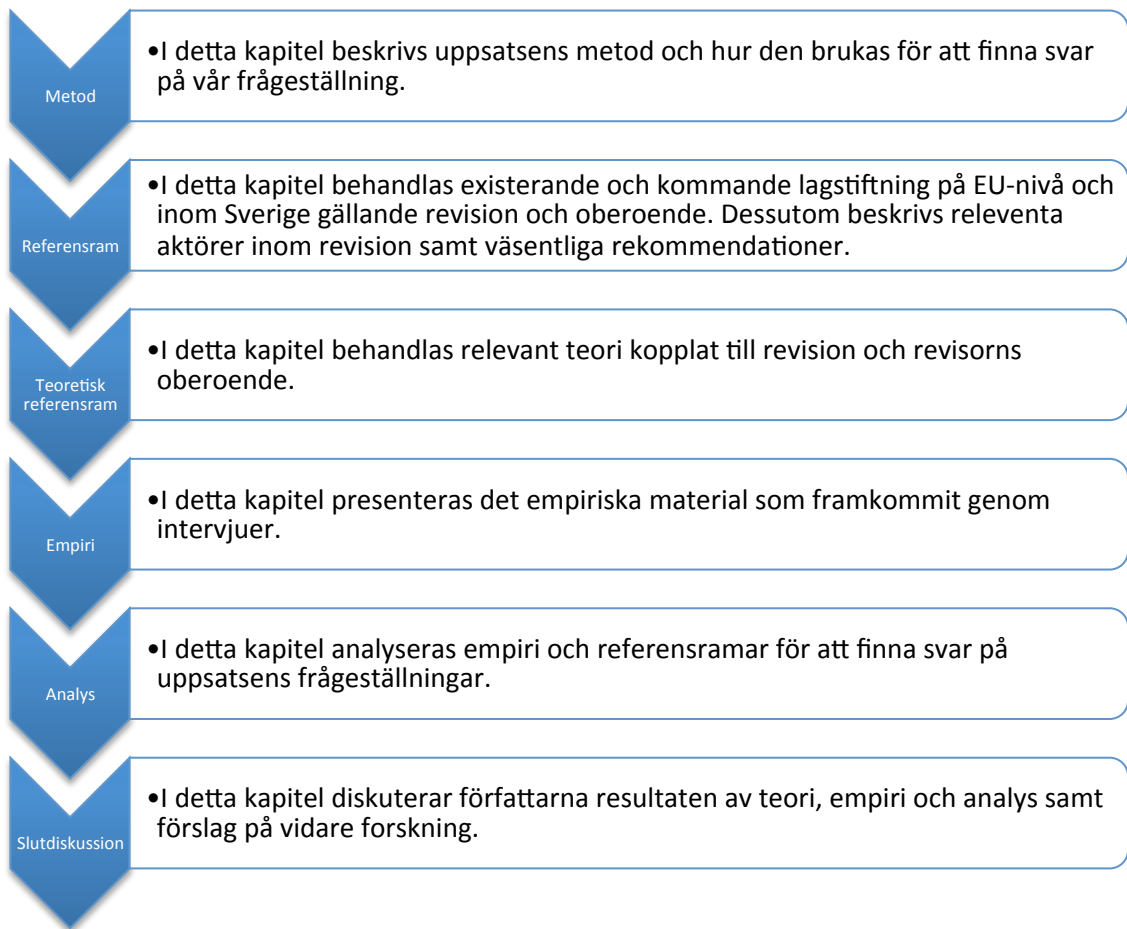 Metod
•I detta kapitel beskrivs uppsatsens metod och hur den brukas för att finna svar
på vår frågeställning.
Referensram
•I detta kapitel behandlas existerande och kommande lagstiftning på EU-nivå och
inom Sverige gällande revision och oberoende. Dessutom beskrivs releventa
aktörer inom revision samt väsentliga rekommendationer.
Teoretisk
referensram
•I detta kapitel behandlas relevant teori kopplat till revision och revisorns
oberoende.
Empiri
•I detta kapitel presenteras det empiriska material som framkommit genom
intervjuer.
Analys
•I detta kapitel analyseras empiri och referensramar för att finna svar på
uppsatsens frågeställningar.
Slutdiskussion
•I detta kapitel diskuterar författarna resultaten av teori, empiri och analys samt
förslag på vidare forskning.